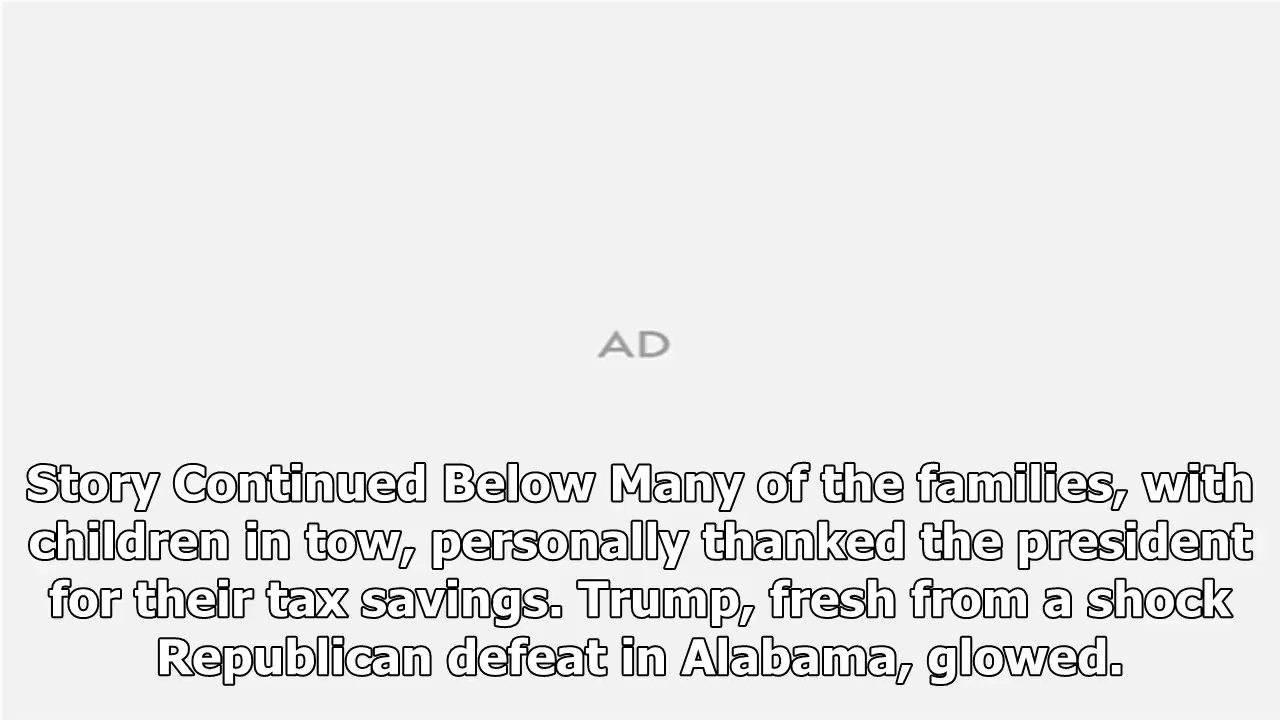 AD
Story Continued Below Many of the families, with
children in tow, personally thanked the president
for their tax savings. Trump, fresh from a shock
Republican defeat in Alabama, glowed.